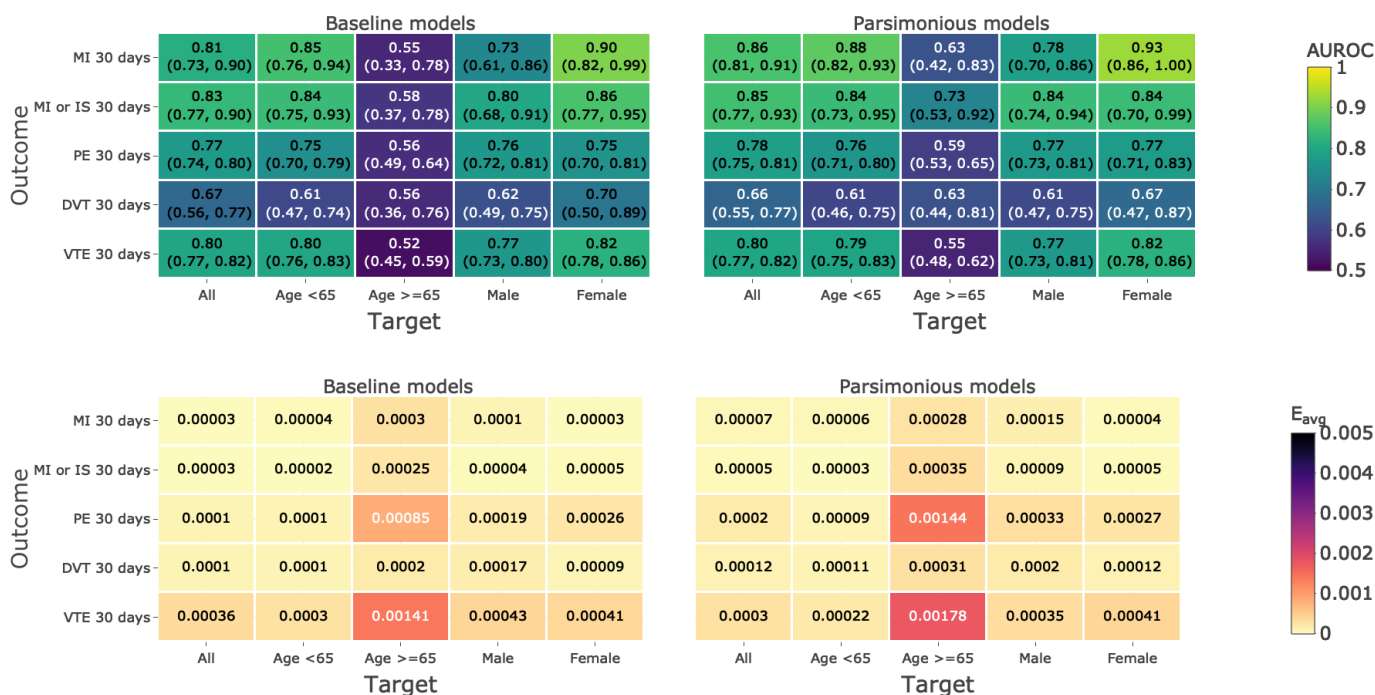 Baseline models
Parsimonious models
AUROC
Outcome
MI 30 days
0.81 0.85 0.55 0.73 0.90
(0.73, 0.90) (0.76, 0.94) (0.33, 0.78) (0.61, 0.86) (0.82, 0.99)
0.86 0.88 0.63 0.78 0.93
(0.81, 0.91) (0.82, 0.93) (0.42, 0.83) (0.70, 0.86) (0.86, 1.00)
MI or IS 30 days
0.83 0.84 0.58 0.80 0.86
(0.77, 0.90) (0.75, 0.93) (0.37, 0.78) (0.68, 0.91) (0.77, 0.95)
0.85 0.84 0.73 0.84 0.84
(0.77, 0.93) (0.73, 0.95) (0.53, 0.92) (0.74, 0.94) (0.70, 0.99)
PE 30 days
0.77 0.75 0.56 0.76 0.75
(0.74, 0.80) (0.70, 0.79) (0.49, 0.64) (0.72, 0.81) (0.70, 0.81)
0.78 0.76 0.59 0.77 0.77
(0.75, 0.81) (0.71, 0.80) (0.53, 0.65) (0.73, 0.81) (0.71, 0.83)
DVT 30 days
0.67 0.61 0.56 0.62 0.70
(0.56, 0.77) (0.47, 0.74) (0.36, 0.76) (0.49, 0.75) (0.50, 0.89)
0.66 0.61 0.63 0.61 0.67
(0.55, 0.77) (0.46, 0.75) (0.44, 0.81) (0.47, 0.75) (0.47, 0.87)
VTE 30 days
0.80 0.80 0.52 0.77 0.82
(0.77, 0.82) (0.76, 0.83) (0.45, 0.59) (0.73, 0.80) (0.78, 0.86)
0.80 0.79 0.55 0.77 0.82
(0.77, 0.82) (0.75, 0.83) (0.48, 0.62) (0.73, 0.81) (0.78, 0.86)
All Age <65 Age >=65 Male Female
All Age <65 Age >=65 Male Female
Target
Target
1
0.9
0.8
0.7
0.6
0.5
Baseline models
Parsimonious models
E avg
Outcome
MI 30 days
0.00003 0.00004 0.0003 0.0001 0.00003
0.00007 0.00006 0.00028 0.00015 0.00004
MI or IS 30 days
0.00003 0.00002 0.00025 0.00004 0.00005
0.00005 0.00003 0.00035 0.00009 0.00005
PE 30 days
0.0001 0.0001 0.00085 0.00019 0.00026
0.0002 0.00009 0.00144 0.00033 0.00027
DVT 30 days
0.0001 0.0001 0.0002 0.00017 0.00009
0.00012 0.00011 0.00031 0.0002 0.00012
VTE 30 days
0.00036 0.0003 0.00141 0.00043 0.00041
0.0003 0.00022 0.00178 0.00035 0.00041
All Age <65 Age >=65 Male Female
All Age <65 Age >=65 Male Female
Target
Target
0.005
0.004
0.003
0.002
0.001
0